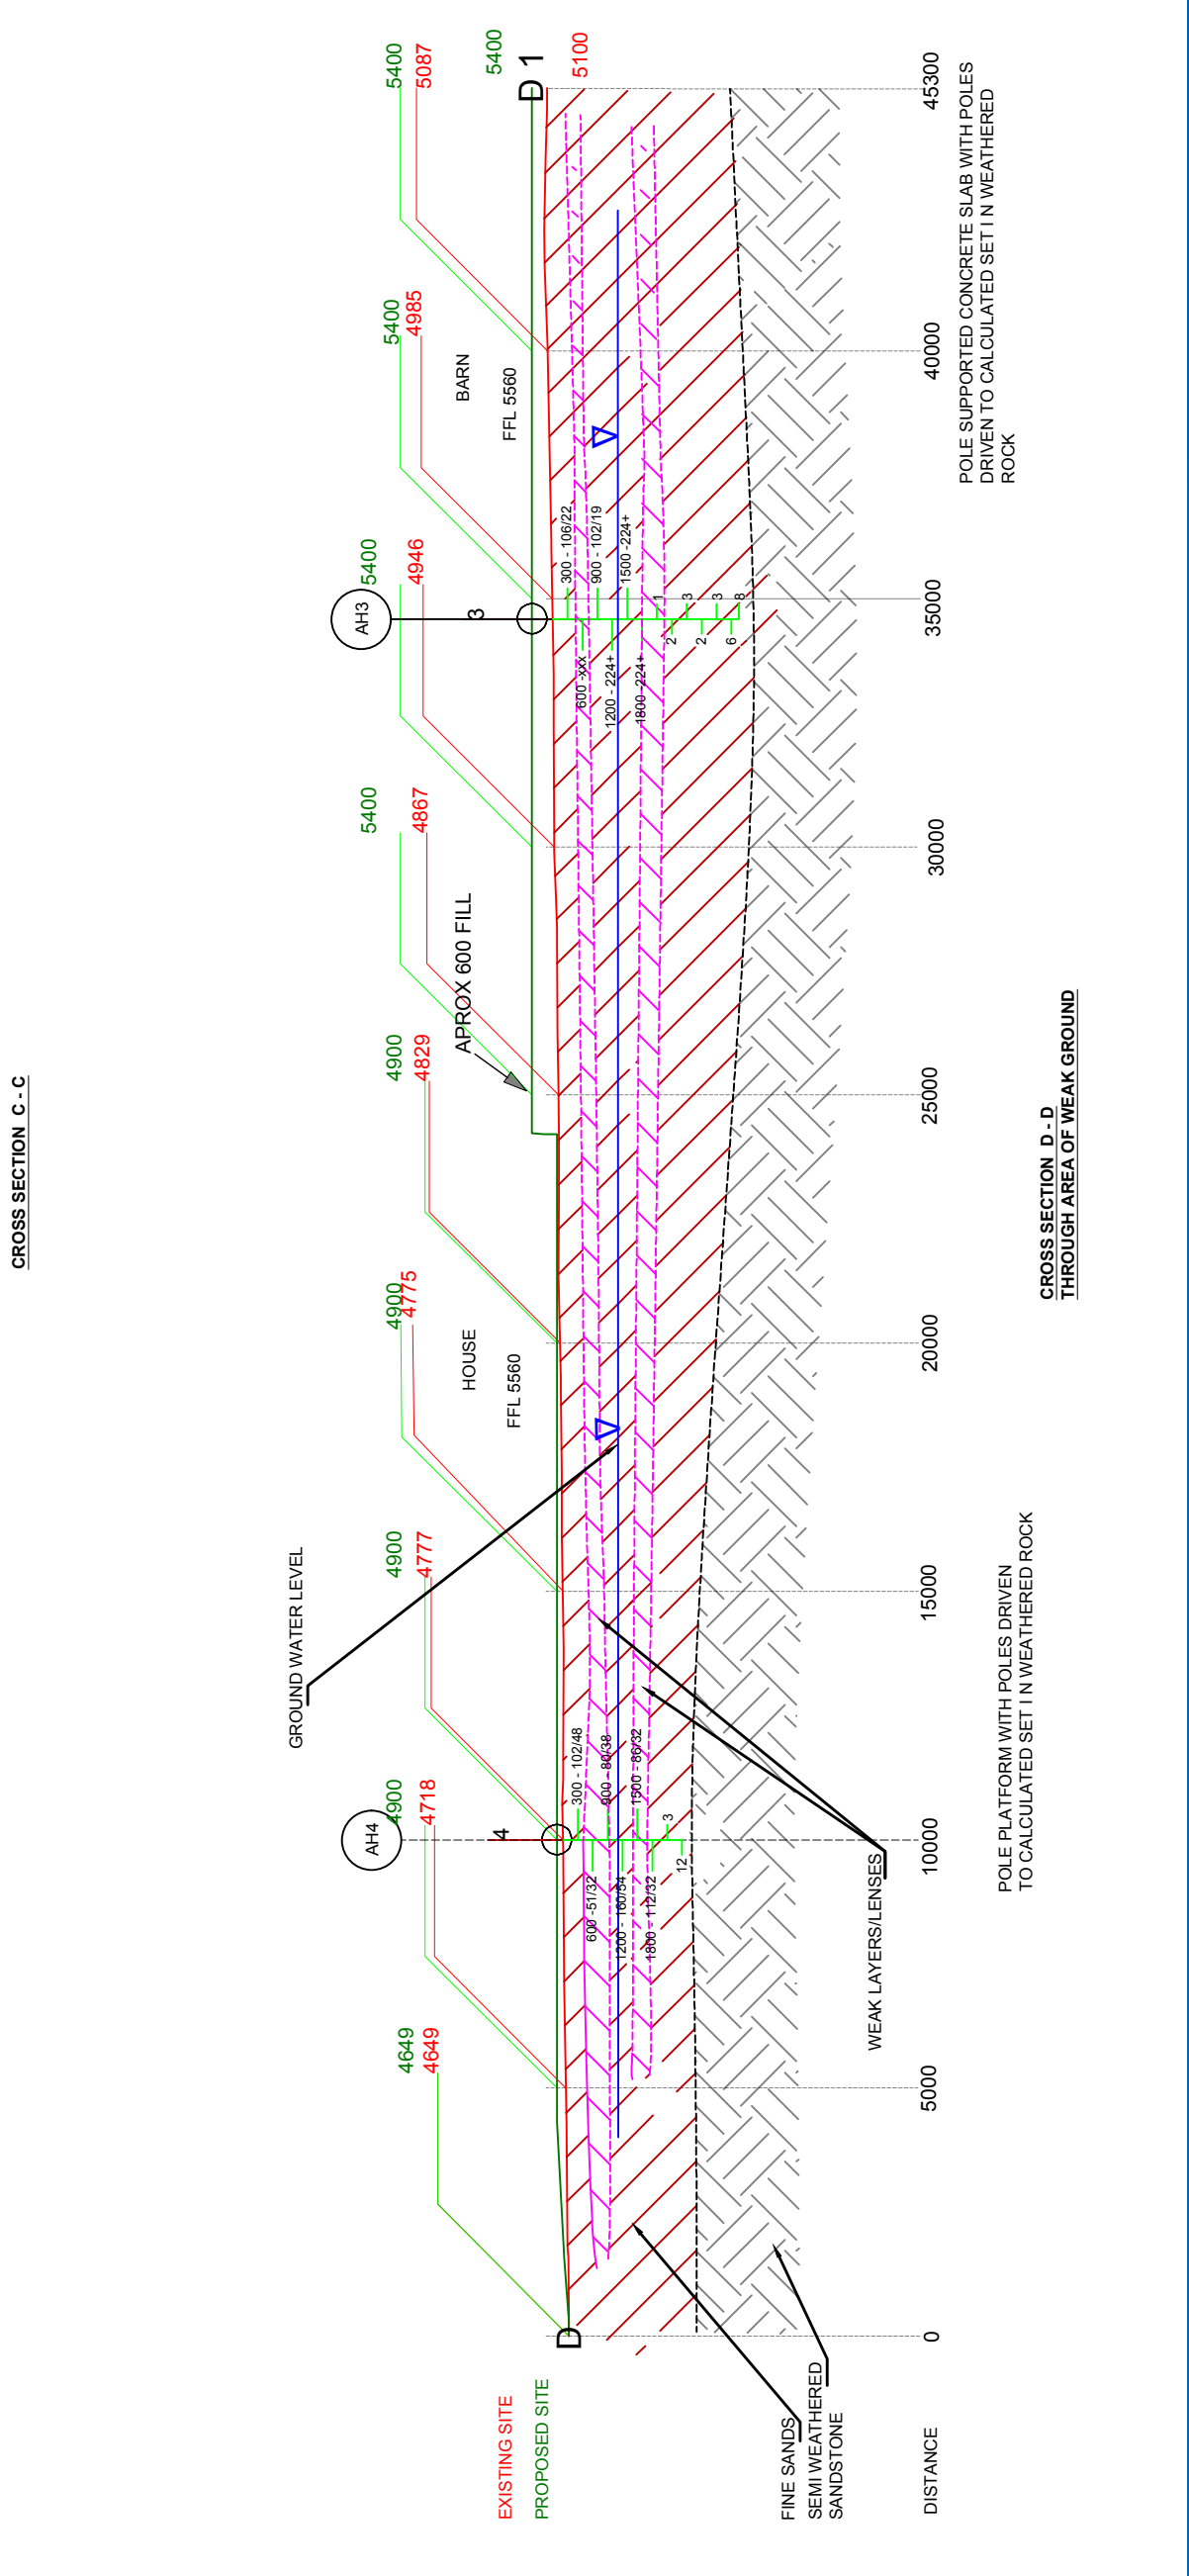 CROSS SECTION C - C
GROUND WATER LEVEL
4649
4649
4900
4718
4900
4777
4900
4775
4900
4829
5400
4867
5400
4946
5400
4985
5400
5087
5400
5100
AH4
4
AH3
3
HOUSE
FFL 5560
APROX 600 FILL
BARN
FFL 5560
D
D 1
EXISTING SITE
PROPOSED SITE
300 - 102/48
600 -51/32
900 - 80/38
1200 - 160/54
1500 - 86/32
1800 - 112/32
3
12
300 - 106/22
600 -xxx
900 - 102/19
1200 - 224+
1500 -224+
1800 -224+
1
2
3
2
3
6
8
FINE SANDS
SEMI WEATHERED
SANDSTONE
WEAK LAYERS/LENSES
DISTANCE
0
5000
10000
15000
20000
25000
30000
35000
40000
45300
POLE PLATFORM WITH POLES DRIVEN
TO CALCULATED SET I N WEATHERED ROCK
POLE SUPPORTED CONCRETE SLAB WITH POLES
DRIVEN TO CALCULATED SET I N WEATHERED
ROCK
CROSS SECTION D - D
THROUGH AREA OF WEAK GROUND